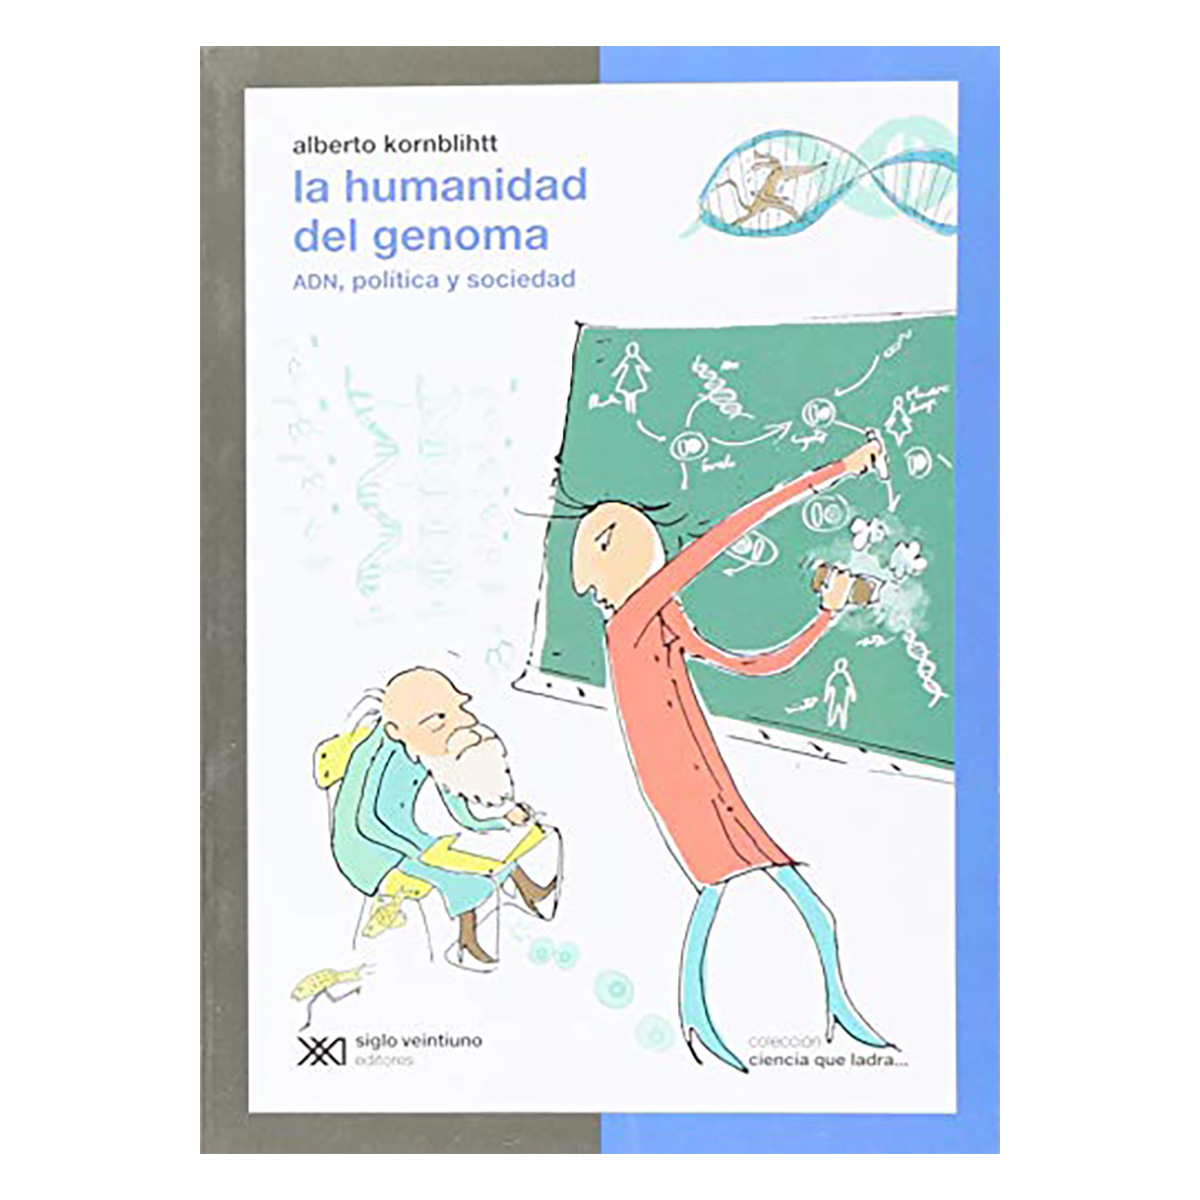 alberto kornblihtt
la humanidad
del genoma
ADN, política y sociedad
siglo veintiuno
editores
colección
ciencia que ladra...